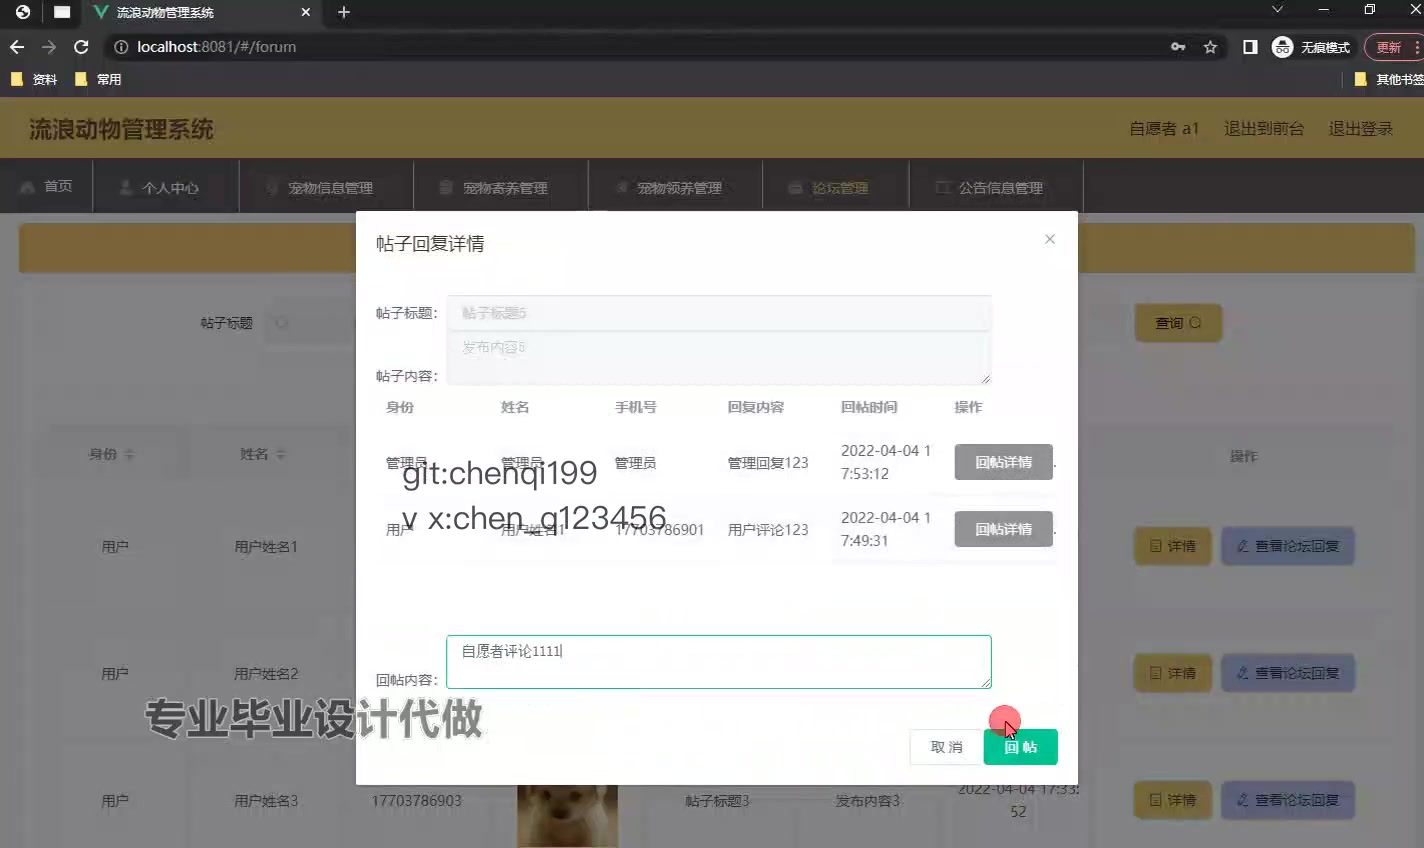 流浪动物管理系统
localhost:8081/#/forum
无痕模式
更新
资料
常用
其他书签
流浪动物管理系统
自愿者 a1
退出到前台
退出登录
首页
个人中心
宠物信息管理
宠物寄养管理
宠物领养管理
论坛管理
公告信息管理
帖子回复详情
帖子标题:
帖子标题5
发布内容5
帖子内容:
身份 姓名 手机号 回复内容 回帖时间 操作
管理员 管理员 管理员 管理回复123 2022-04-04 1
7:53:12
回帖详情
用户 用户姓名1 17703786901 用户评论123 2022-04-04 1
7:49:31
回帖详情
git:chenqi199
v x:chen_q123456
自愿者评论1111
回帖内容:
取 消
回 帖
帖子标题
查询
身份 姓名 操作
用户 用户姓名1 详情 查看论坛回复
用户 用户姓名2 详情 查看论坛回复
专业毕业设计代做
用户 用户姓名3 17703786903 帖子标题3 发布内容3 2022-04-04 17:33:
52
详情 查看论坛回复